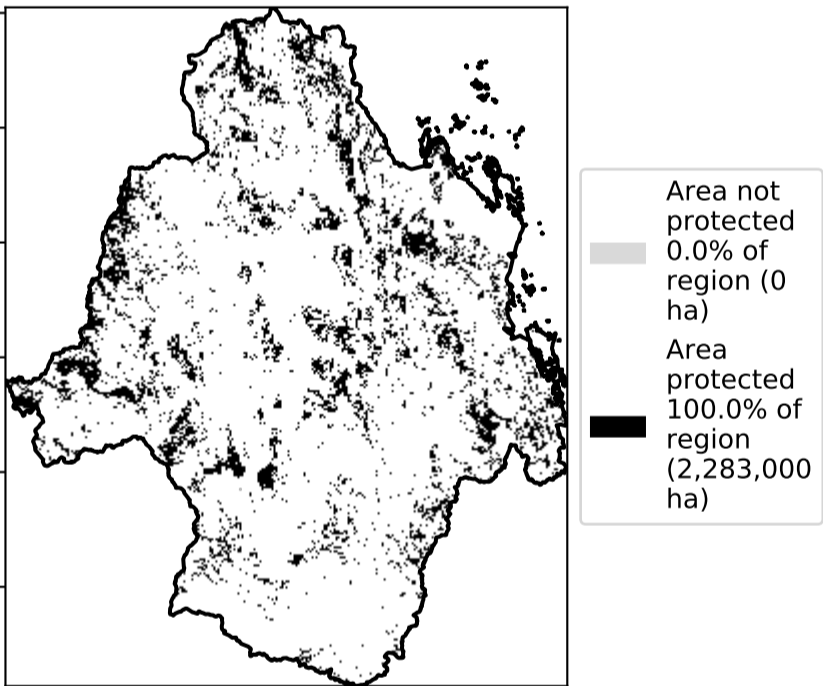 Area not
protected
0.0% of
region (0
ha)
Area
protected
100.0% of
region
(2,283,000
ha)